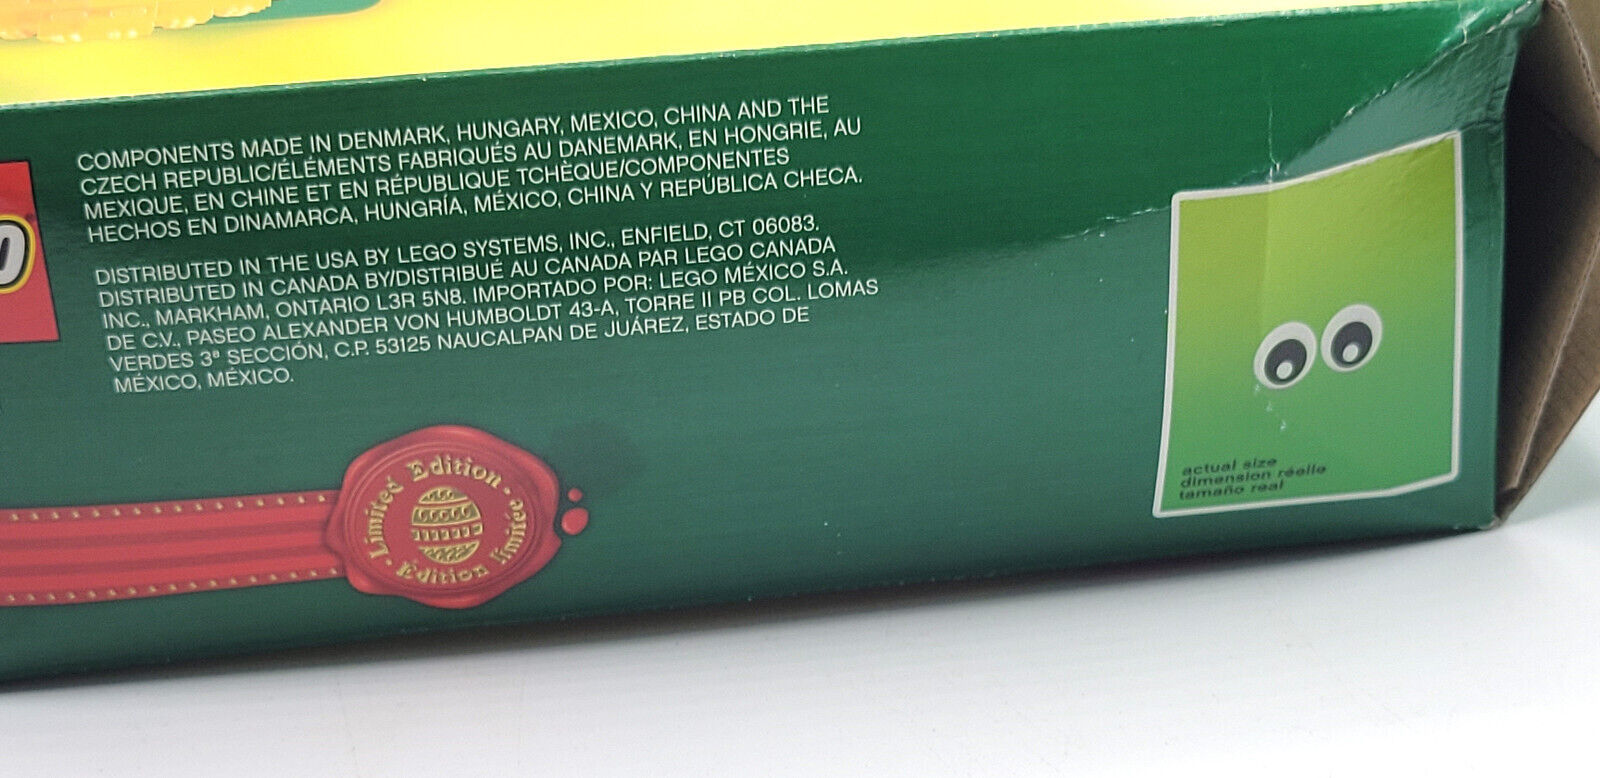 COMPONENTS MADE IN DENMARK, HUNGARY, MEXICO, CHINA AND THE
CZECH REPUBLIC/ÉLÉMENTS FABRIQUÉS AU DANEMARK, EN HONGRIE, AU
MEXIQUE, EN CHINE ET EN RÉPUBLIQUE TCHÈQUE/COMPONENTES
HECHOS EN DINAMARCA, HUNGRÍA, MÉXICO, CHINA Y REPÚBLICA CHECA.
DISTRIBUTED IN THE USA BY LEGO SYSTEMS, INC., ENFIELD, CT 06083.
DISTRIBUTED IN CANADA BY/DISTRIBUÉ AU CANADA PAR LEGO CANADA
INC., MARKHAM, ONTARIO L3R 5N8. IMPORTADO POR: LEGO MÉXICO S.A.
DE C.V., PASEO ALEXANDER VON HUMBOLDT 43-A, TORRE II PB COL. LOMAS
VERDES 3ª SECCIÓN, C.P. 53125 NAUCALPAN DE JUÁREZ, ESTADO DE
MÉXICO, MÉXICO.
Limited Edition
Édition limitée
actual size
dimension réelle
tamaño real